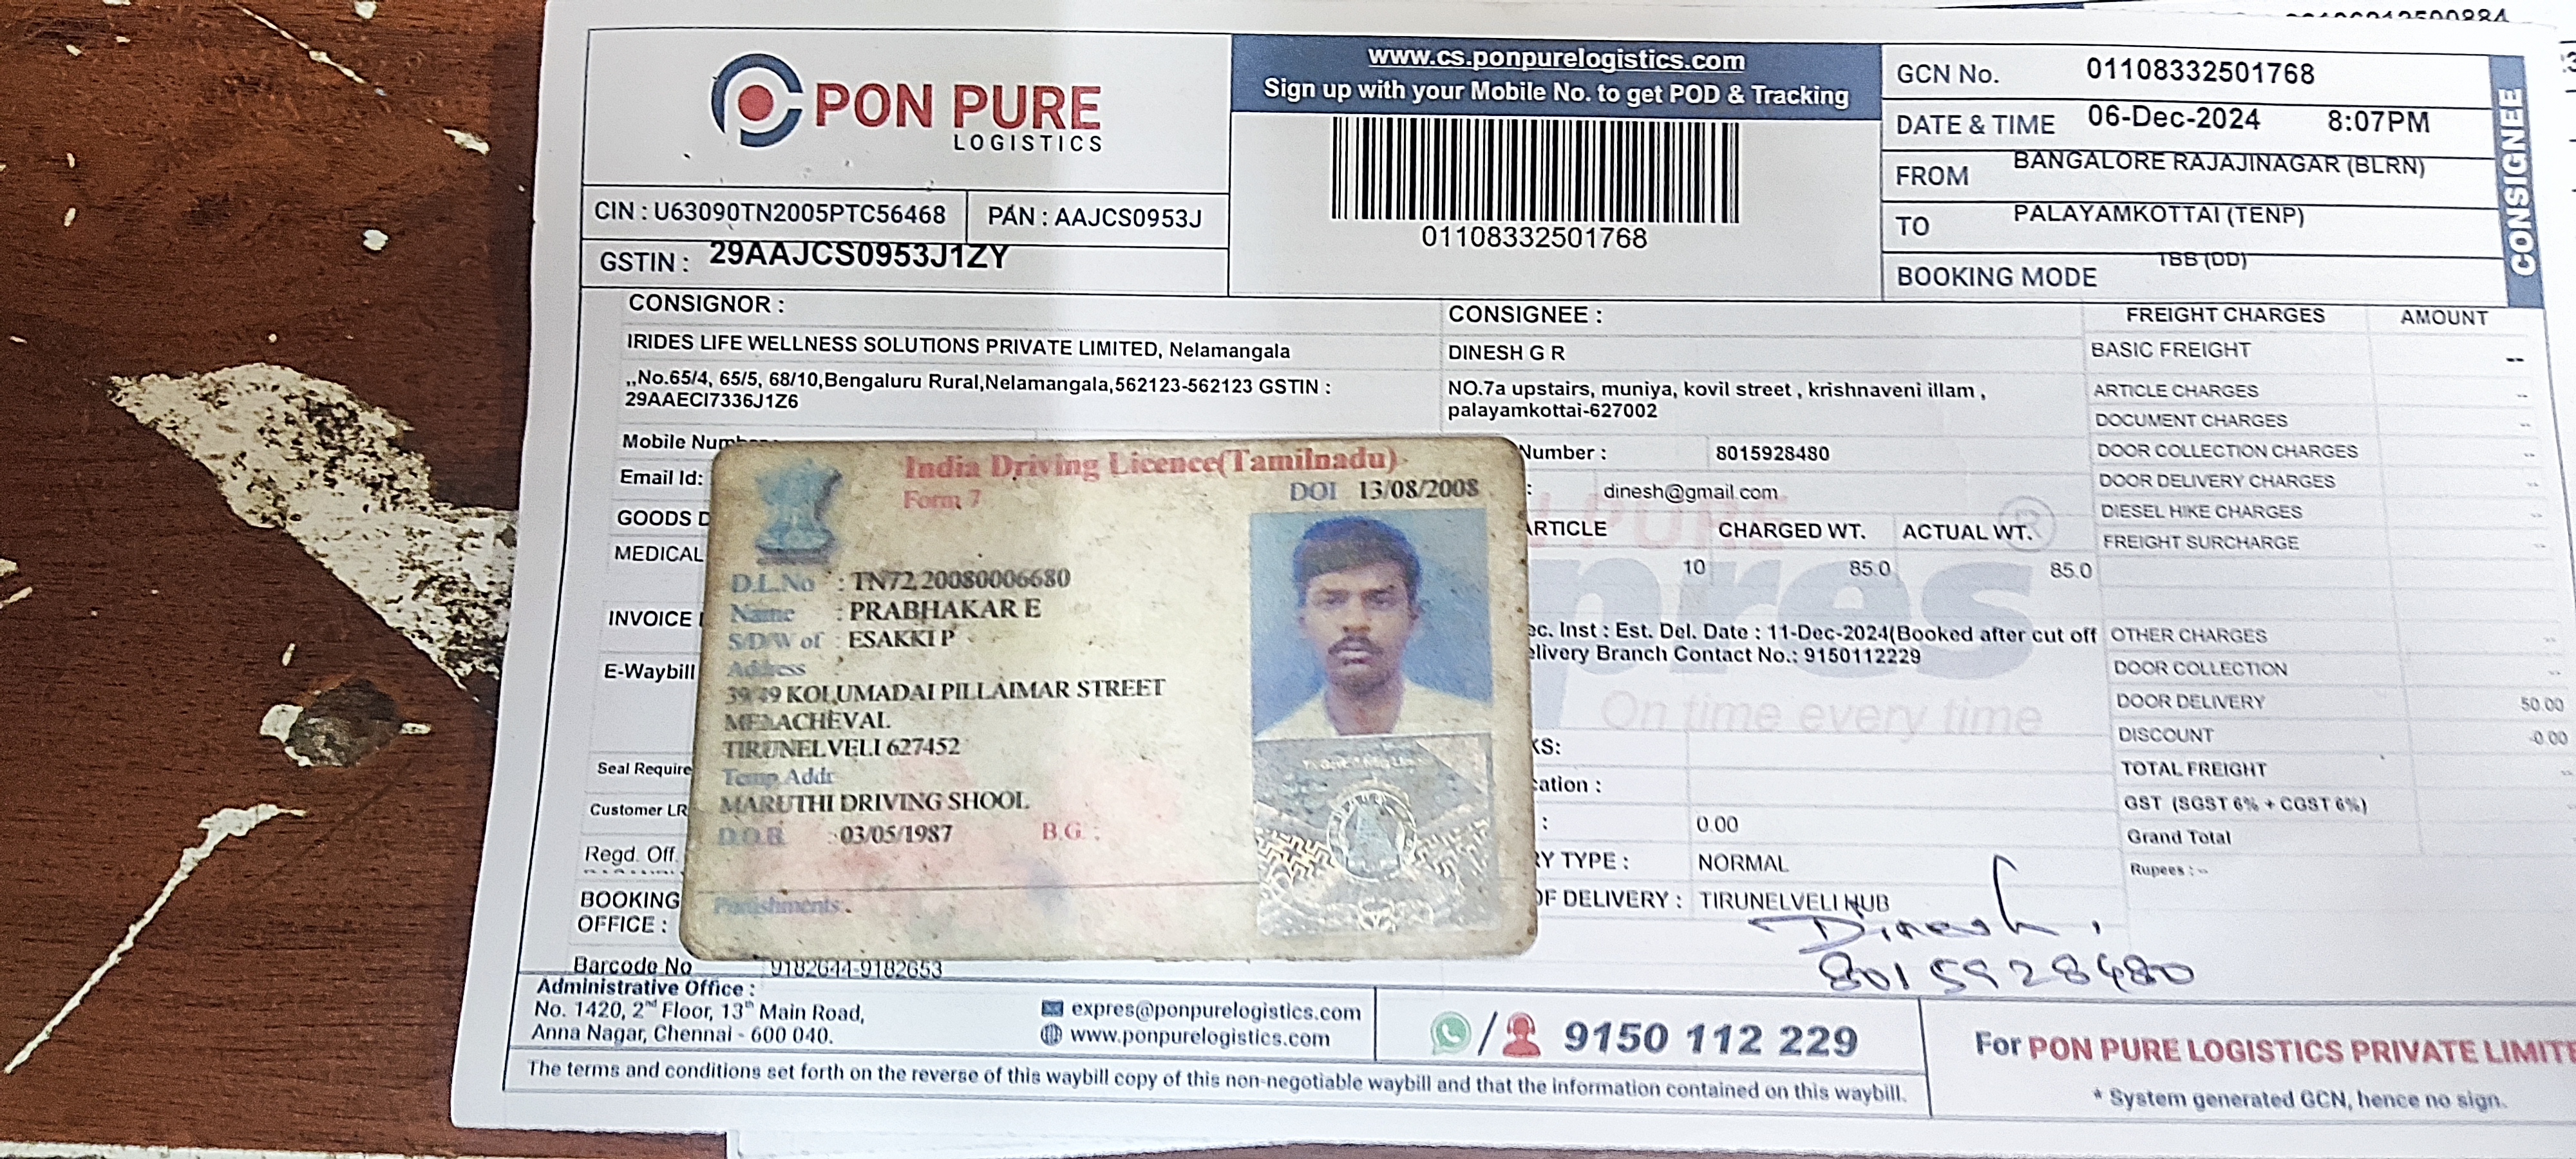 PON PURE
LOGISTICS
www.cs.ponpurelogistics.com
Sign up with your Mobile No. to get POD & Tracking
01108332501768
GCN No. 01108332501768
DATE & TIME 06-Dec-2024 8:07PM
FROM BANGALORE RAJAJINAGAR (BLRN)
TO PALAYAMKOTTAI (TENP)
BOOKING MODE TBB (DD)
CONSIGNEE
CIN : U63090TN2005PTC56468 PAN : AAJCS0953J
GSTIN : 29AAJCS0953J1ZY
CONSIGNOR :
IRIDES LIFE WELLNESS SOLUTIONS PRIVATE LIMITED, Nelamangala
,,No.65/4, 65/5, 68/10,Bengaluru Rural,Nelamangala,562123-562123 GSTIN :
29AAECI7336J1Z6
Mobile
Email Id:
GOODS
MEDICAL
INVOICE
E-Waybill
Seal
Customer LR
Regd. Off.
BOOKING
OFFICE :
Barcode No 9182644-9182653
CONSIGNEE :
DINESH G R
NO.7a upstairs, muniya, kovil street , krishnaveni illam ,
palayamkottai-627002
Number : 8015928480
: dinesh@gmail.com
CHARGED WT. ACTUAL WT.
10 85.0 85.0
Inst : Est. Del. Date : 11-Dec-2024(Booked after cut off
Branch Contact No.: 9150112229
On time every time
: 0.00
TYPE : NORMAL
DELIVERY : TIRUNELVELI HUB
Dinesh
8015928480
FREIGHT CHARGES AMOUNT
BASIC FREIGHT --
ARTICLE CHARGES --
DOCUMENT CHARGES --
DOOR COLLECTION CHARGES --
DOOR DELIVERY CHARGES --
DIESEL HIKE CHARGES --
FREIGHT SURCHARGE --
OTHER CHARGES --
DOOR COLLECTION --
DOOR DELIVERY 50.00
DISCOUNT -0.00
TOTAL FREIGHT --
GST (SGST 6% + CGST 6%)
Grand Total
Rupees : --
India Driving Licence(Tamilnadu)
Form 7
DOI 13/08/2008
D.L.No : TN72 20080006680
Name : PRABHAKAR E
S/D/W of : ESAKKI P
Address
39/49 KOLUMADAI PILLAIMAR STREET
MELACHEVAL
TIRUNELVELI 627452
Temp Addr
MARUTHI DRIVING SHOOL
D.O.B : 03/05/1987 B.G :
Administrative Office :
No. 1420, 2nd Floor, 13th Main Road,
Anna Nagar, Chennai - 600 040.
expres@ponpurelogistics.com
www.ponpurelogistics.com
9150 112 229
For PON PURE LOGISTICS PRIVATE
* System generated GCN, hence no sign.
The terms and conditions set forth on the reverse of this waybill copy of this non-negotiable waybill and that the information contained on this waybill.